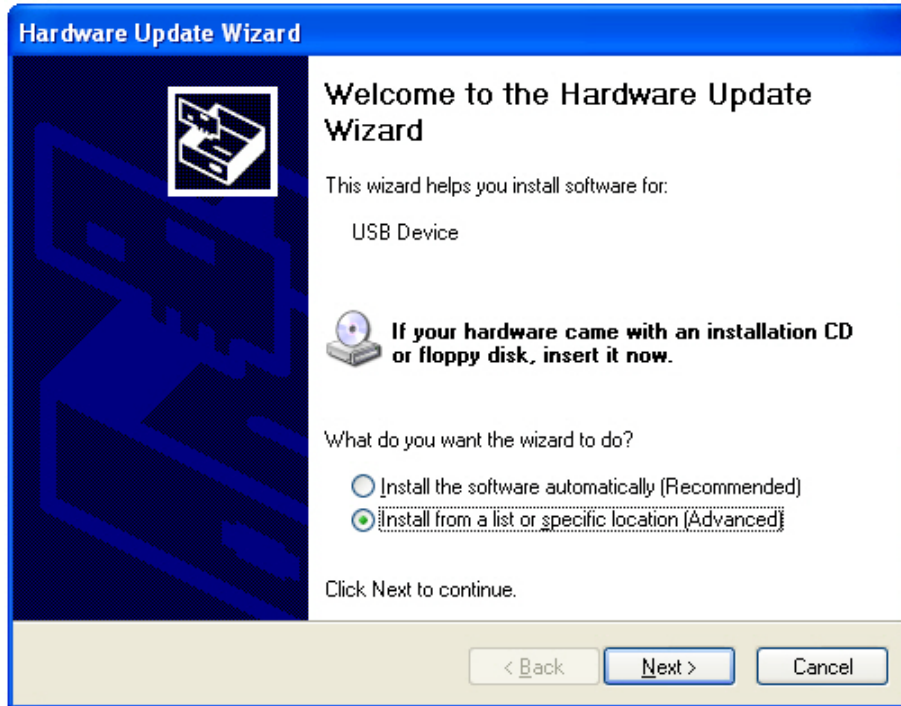 Hardware Update Wizard
Welcome to the Hardware Update
Wizard
This wizard helps you install software for:
USB Device
If your hardware came with an installation CD
or floppy disk, insert it now.
What do you want the wizard to do?
Install the software automatically (Recommended)
Install from a list or specific location (Advanced)
Click Next to continue.
< Back Next > Cancel